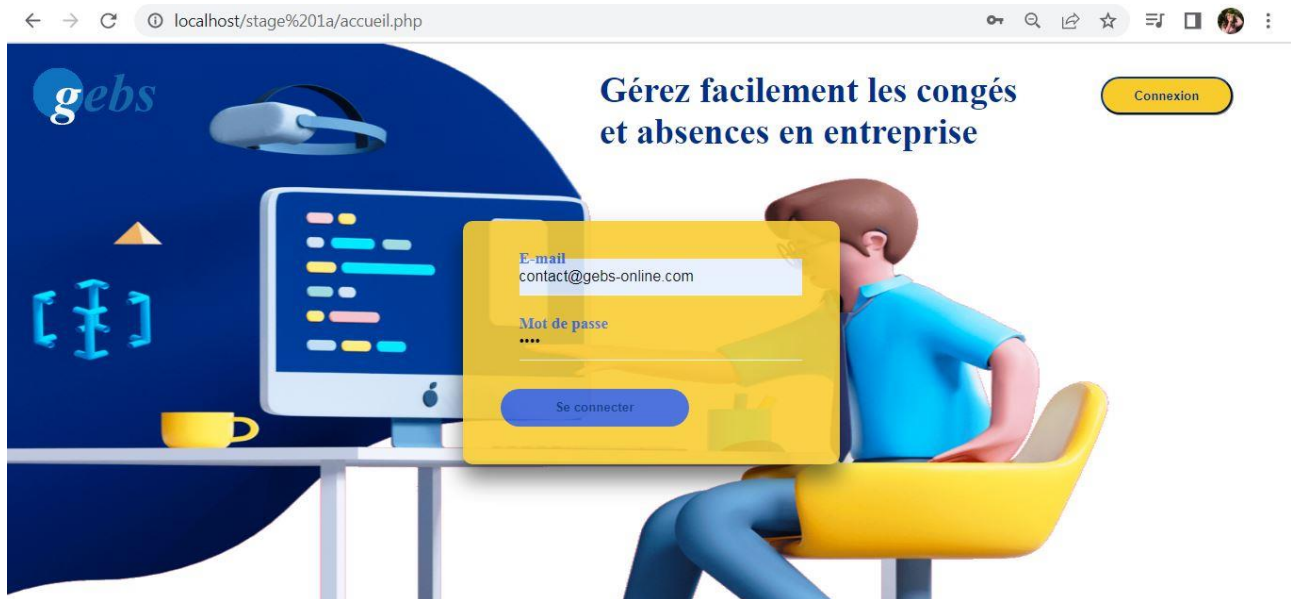 localhost/stage%201a/accueil.php
gebs
Gérez facilement les congés
et absences en entreprise
Connexion
E-mail
contact@gebs-online.com
Mot de passe
••••
Se connecter